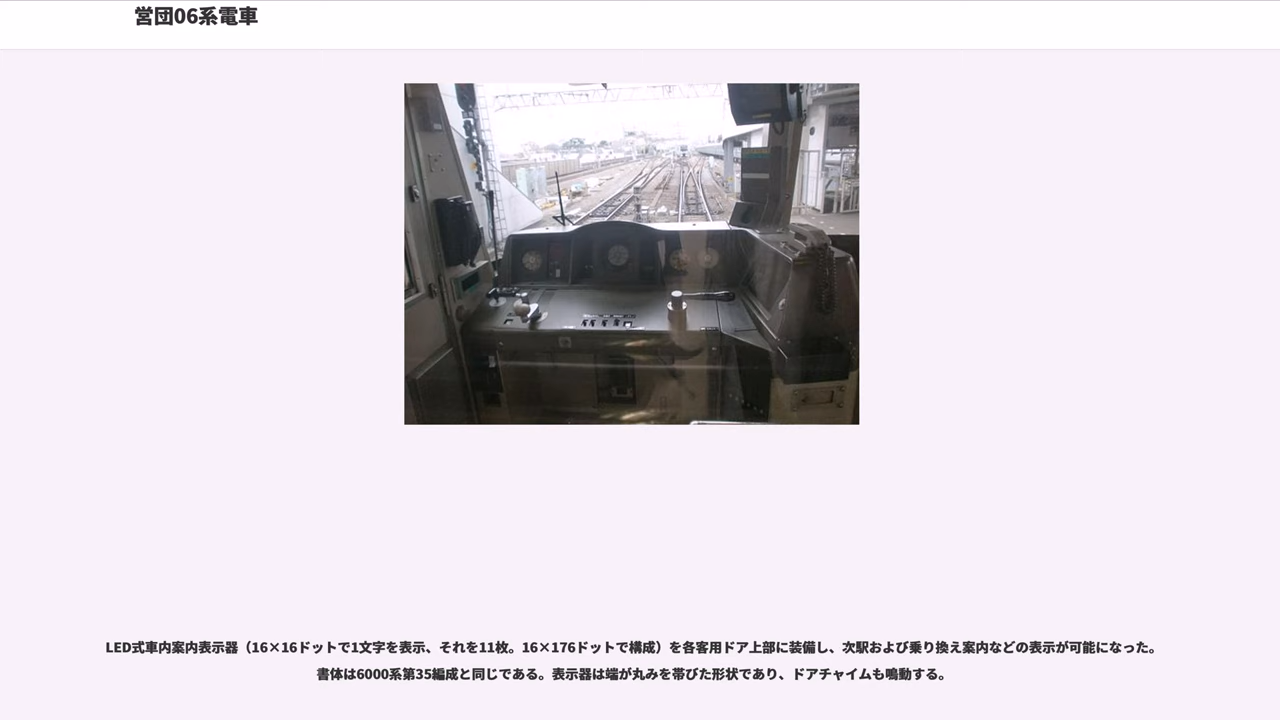 営団06系電車
LED式車内案内表示器（16×16ドットで1文字を表示、それを11枚。16×176ドットで構成）を各客用ドア上部に装備し、次駅および乗り換え案内などの表示が可能になった。
書体は6000系第35編成と同じである。表示器は端が丸みを帯びた形状であり、ドアチャイムも鳴動する。